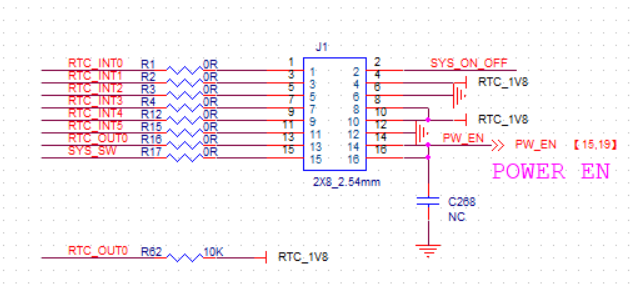 J1
RTC_INT0 R1 0R 1 1 2 2 SYS_ON_OFF
RTC_INT1 R2 0R 3 3 4 4 RTC_1V8
RTC_INT2 R3 0R 5 5 6 6
RTC_INT3 R4 0R 7 7 8 8
RTC_INT4 R12 0R 9 9 10 10 RTC_1V8
RTC_INT5 R15 0R 11 11 12 12
RTC_OUT0 R16 0R 13 13 14 14 PW_EN PW_EN 【15,19】
SYS_SW R17 0R 15 15 16 16
POWER EN
2X8_2.54mm
C268
NC
RTC_OUT0 R62 10K RTC_1V8